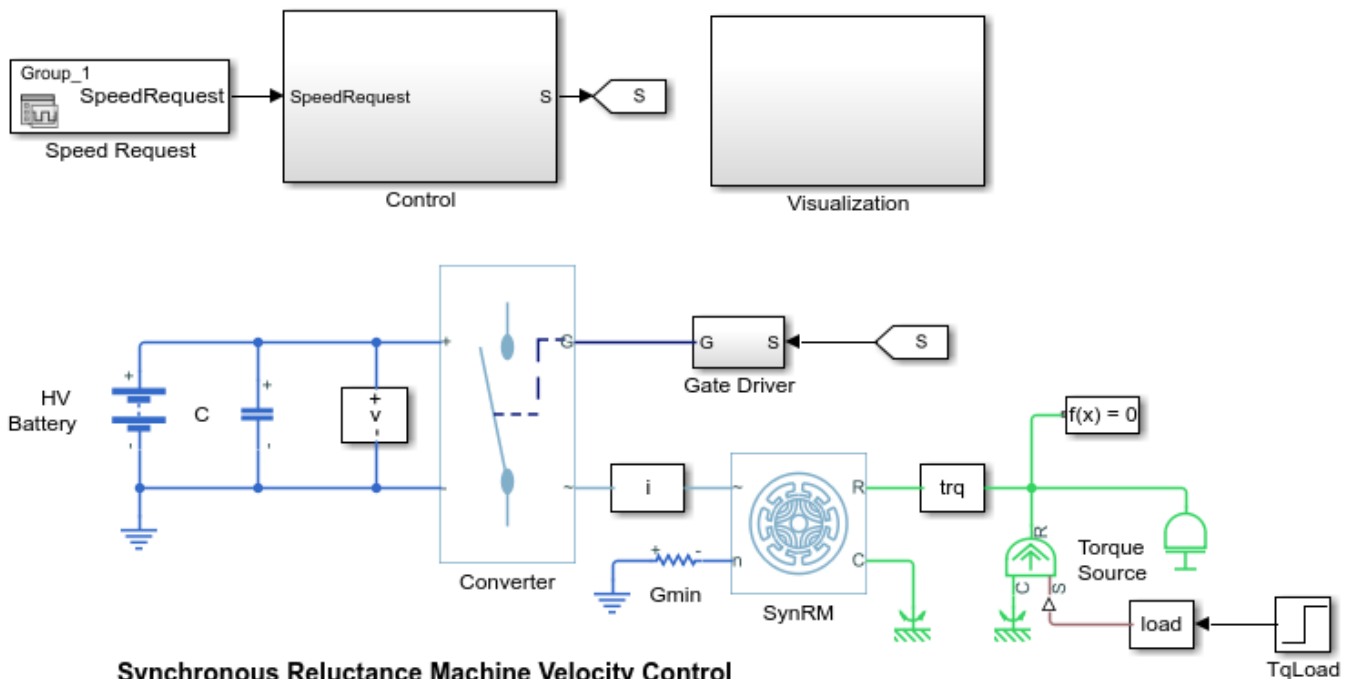 Group_1
SpeedRequest
Speed Request
SpeedRequest
S
Control
S
Visualization
HV
Battery
+
-
C
+
-
+
v
-
+
-
G
~
Converter
G
S
Gate Driver
S
i
+
-
Gmin
~
n
R
C
SynRM
trq
f(x) = 0
R
C
S
Torque
Source
load
TqLoad
Synchronous Reluctance Machine Velocity Control